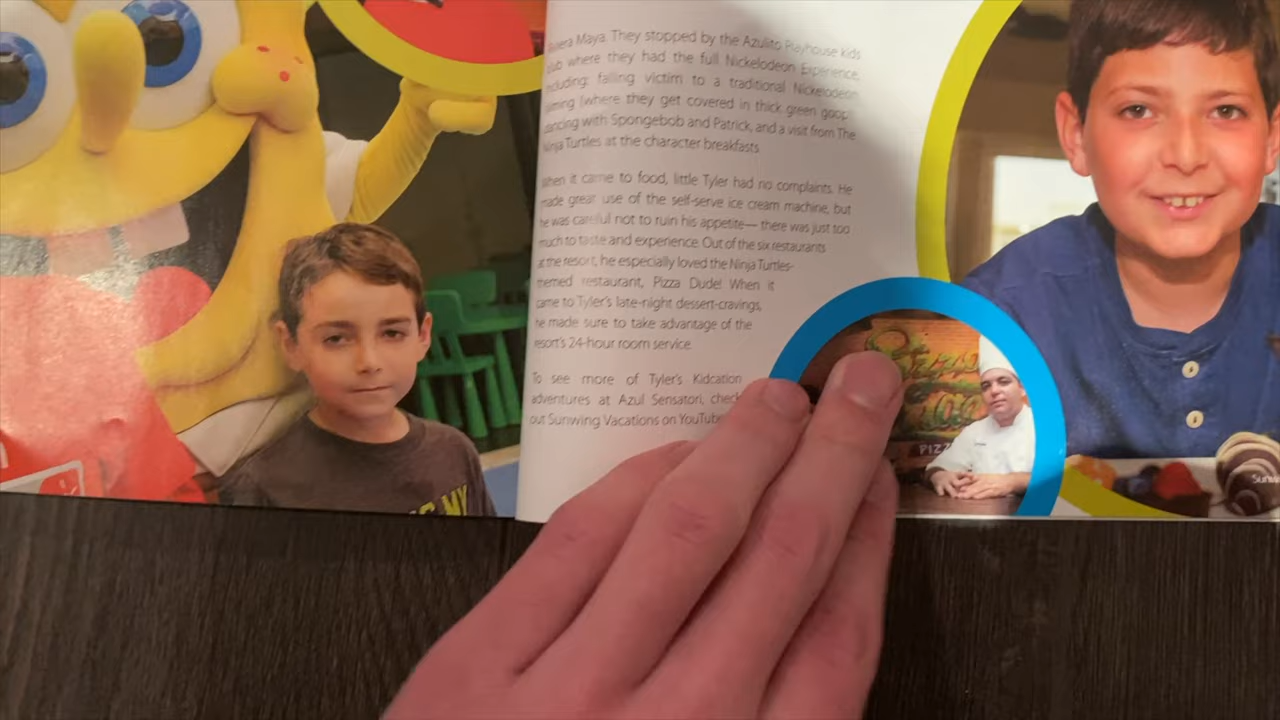 Maya. They stopped by the Azulito Playhouse kids
where they had the full Nickelodeon Experience,
including: falling victim to a traditional Nickelodeon
sliming (where they get covered in thick green goop,
dancing with Spongebob and Patrick, and a visit from The
Ninja Turtles at the character breakfasts.
When it came to food, little Tyler had no complaints. He
made great use of the self-serve ice cream machine, but
he was careful not to ruin his appetite— there was just too
much to taste and experience. Out of the six restaurants
at the resort, he especially loved the Ninja Turtles-
themed restaurant, Pizza Dude! When it
came to Tyler's late-night dessert-cravings,
he made sure to take advantage of the
resort's 24-hour room service.
To see more of Tyler's Kidcation
adventures at Azul Sensatori, check
out Sunwing Vacations on YouTube
PIZZ
MY